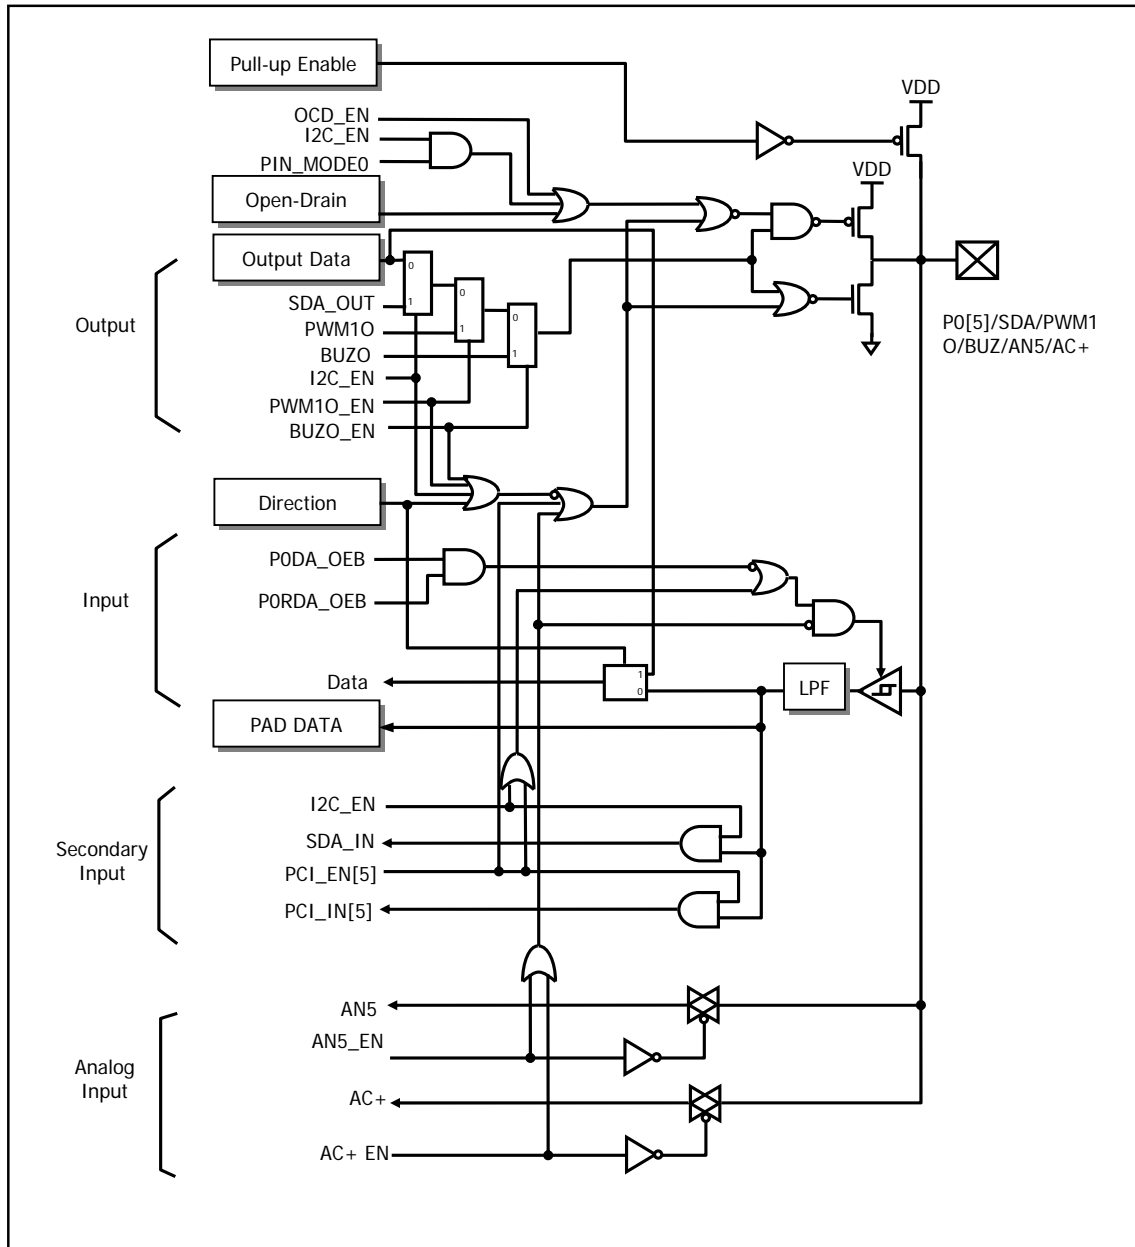 Pull-up Enable
VDD
OCD_EN
I2C_EN
PIN_MODE0
VDD
Open-Drain
Output Data
0
1
SDA_OUT
0
1
PWM1O
0
1
BUZO
I2C_EN
PWM1O_EN
BUZO_EN
Output
P0[5]/SDA/PWM1
O/BUZ/AN5/AC+
Direction
Input
P0DA_OEB
P0RDA_OEB
Data
1
0
LPF
PAD DATA
Secondary
Input
I2C_EN
SDA_IN
PCI_EN[5]
PCI_IN[5]
Analog
Input
AN5
AN5_EN
AC+
AC+ EN